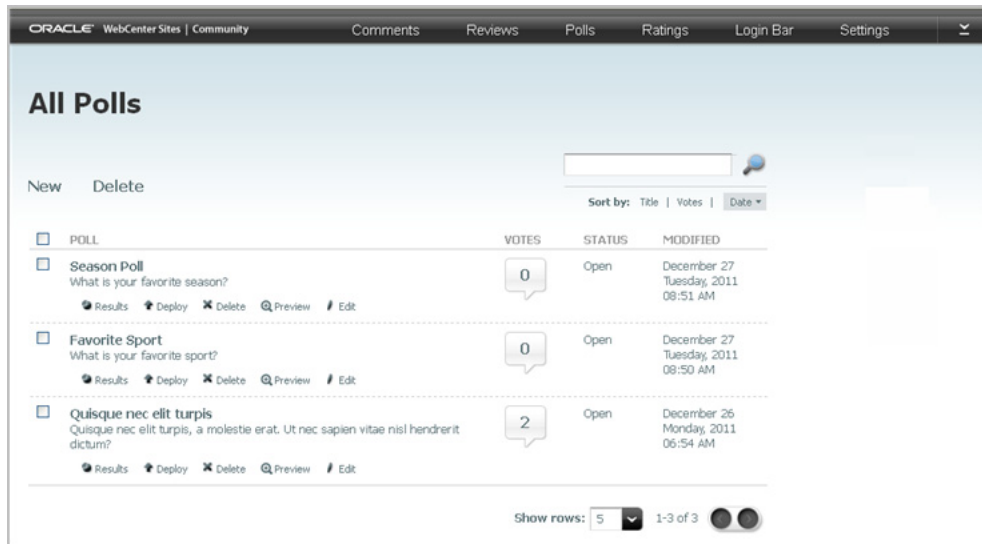 ORACLE WebCenter Sites | Community Comments Reviews Polls Ratings Login Bar Settings
All Polls
New Delete
Sort by: Title | Votes | Date
POLL VOTES STATUS MODIFIED
Season Poll 0 Open December 27
What is your favorite season? Tuesday, 2011
08:51 AM
Results Deploy Delete Preview Edit
Favorite Sport 0 Open December 27
What is your favorite sport? Tuesday, 2011
08:50 AM
Results Deploy Delete Preview Edit
Quisque nec elit turpis 2 Open December 26
Quisque nec elit turpis, a molestie erat. Ut nec sapien vitae nisl hendrerit Monday, 2011
dictum? 06:54 AM
Results Deploy Delete Preview Edit
Show rows: 5 1-3 of 3